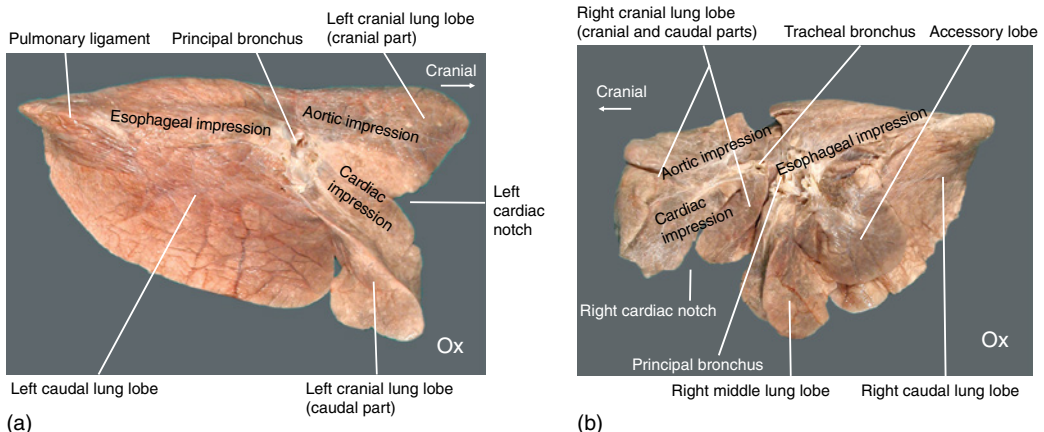 Left cranial lung lobe
(cranial part)
Pulmonary ligament
Principal bronchus
Cranial
Esophageal impression
Aortic impression
Cardiac
impression
Left
cardiac
notch
Ox
Left caudal lung lobe
Left cranial lung lobe
(caudal part)
(a)
Right cranial lung lobe
(cranial and caudal parts)
Tracheal bronchus
Accessory lobe
Cranial
Aortic impression
Esophageal impression
Cardiac
impression
Right cardiac notch
Ox
Principal bronchus
Right middle lung lobe
Right caudal lung lobe
(b)